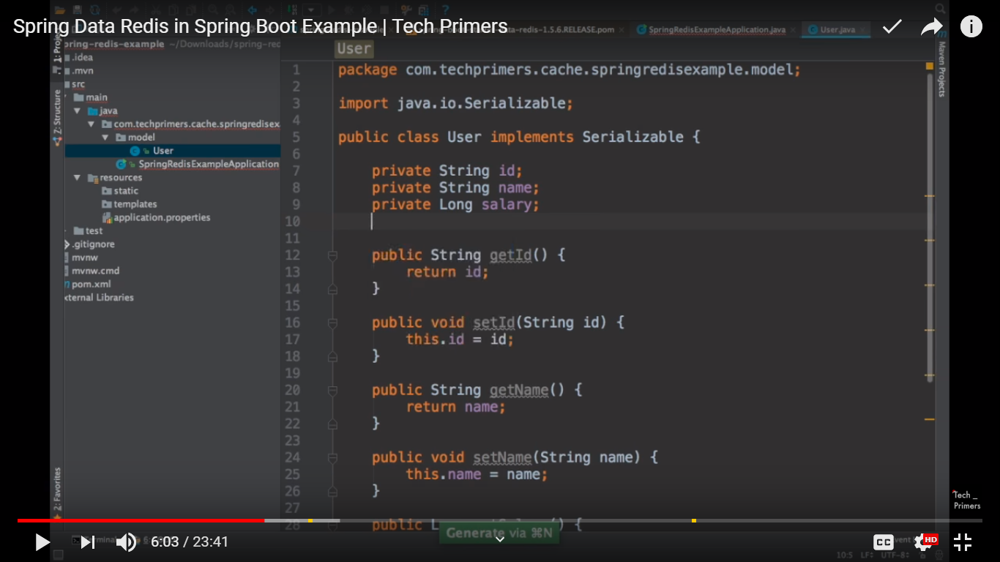 Spring Data Redis in Spring Boot Example | Tech Primers
data-redis-1.5.6.RELEASE.pom
SpringRedisExampleApplication.java
User.java
pring-redis-example ~/Downloads/spring-red
.idea
.mvn
src
main
java
com.techprimers.cache.springredisex
model
User
SpringRedisExampleApplication
resources
static
templates
application.properties
test
.gitignore
mvnw
mvnw.cmd
pom.xml
xternal Libraries
1: Proje
Z: Structure
2: Favorites
Maven Projects
User
1 package com.techprimers.cache.springredisexample.model;
2
3 import java.io.Serializable;
4
5 public class User implements Serializable {
6
7 private String id;
8 private String name;
9 private Long salary;
10
11
12 public String getId() {
13 return id;
14 }
15
16 public void setId(String id) {
17 this.id = id;
18 }
19
20 public String getName() {
21 return name;
22 }
23
24 public void setName(String name) {
25 this.name = name;
26 }
27
28 public L () {
Generate via ⌘N
Tech _
Primers
6:03 / 23:41
CC
HD
10:5 LF÷ UTF-8÷